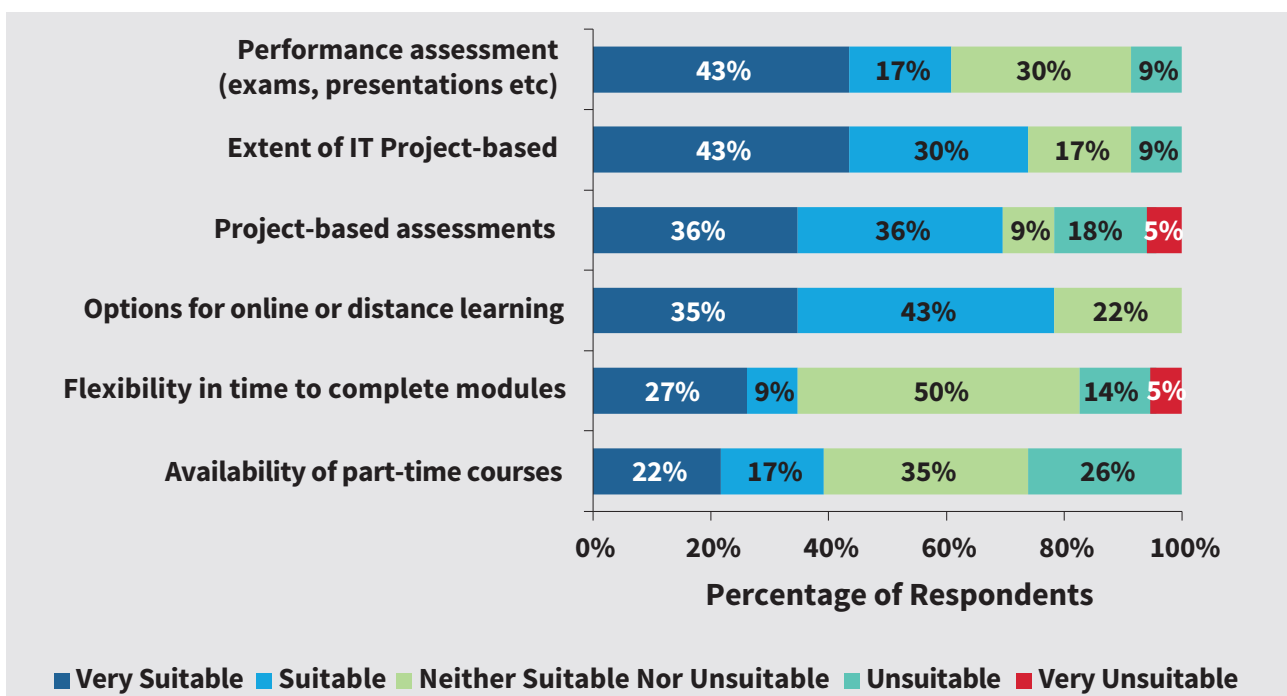 Performance assessment
(exams, presentations etc)
43% 17% 30% 9%
Extent of IT Project-based
43% 30% 17% 9%
Project-based assessments
36% 36% 9% 18% 5%
Options for online or distance learning
35% 43% 22%
Flexibility in time to complete modules
27% 9% 50% 14% 5%
Availability of part-time courses
22% 17% 35% 26%
0% 20% 40% 60% 80% 100%
Percentage of Respondents
Very Suitable Suitable Neither Suitable Nor Unsuitable Unsuitable Very Unsuitable